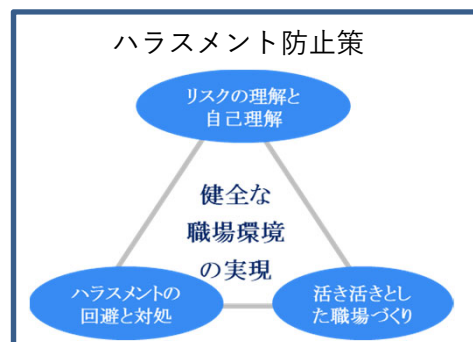 ハラスメント防止策
リスクの理解と
自己理解
健全な
職場環境
の実現
ハラスメントの
回避と対処
活き活きとし
た職場づくり